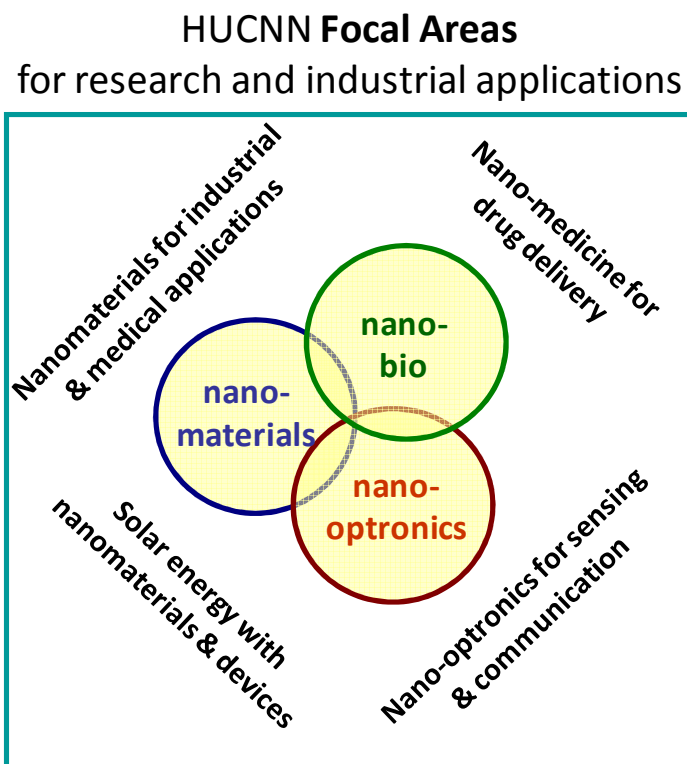 HUCNN Focal Areas
for research and industrial applications
Nanomaterials for industrial
& medical applications
Nano-medicine for
drug delivery
nano-
bio
nano-
materials
nano-
optronics
Solar energy with
nanomaterials & devices
Nano-optronics for sensing
& communication